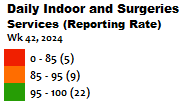 Daily Indoor and Surgeries
Services (Reporting Rate)
Wk 42, 2024
0 - 85 (5)
85 - 95 (9)
95 - 100 (22)